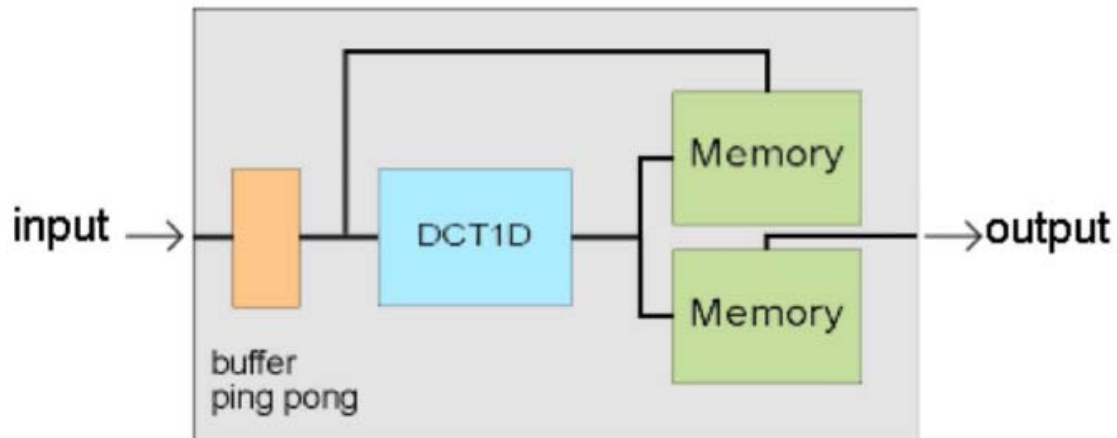 input
buffer
ping pong
DCT1D
Memory
Memory
output